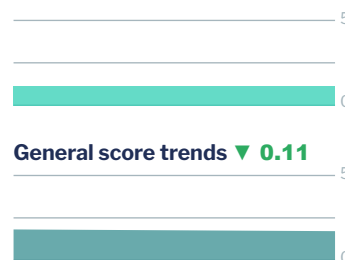 General score trends ▼ 0.11